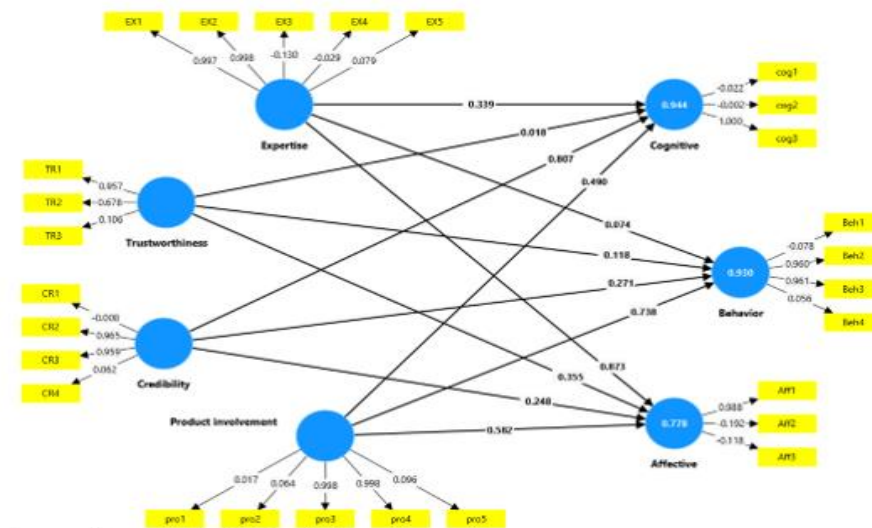 EX1 EX2 EX3 EX4 EX5
0.997 0.998 -0.130 -0.029 0.079
Expertise
TR1
TR2
TR3
0.957
0.678
0.106
Trustworthiness
CR1
CR2
CR3
CR4
-0.008
0.965
0.959
0.062
Credibility
Product involvement
0.017 0.064 0.998 0.998 0.096
pro1 pro2 pro3 pro4 pro5
0.339
0.018
0.807
0.490
0.074
0.118
0.271
0.738
0.873
0.355
0.248
0.582
0.944
Cognitive
-0.022
-0.002
1.000
cog1
cog2
cog3
0.930
Behavior
-0.078
0.960
0.961
0.056
Beh1
Beh2
Beh3
Beh4
0.778
Affective
0.988
-0.192
-0.118
Aff1
Aff2
Aff3